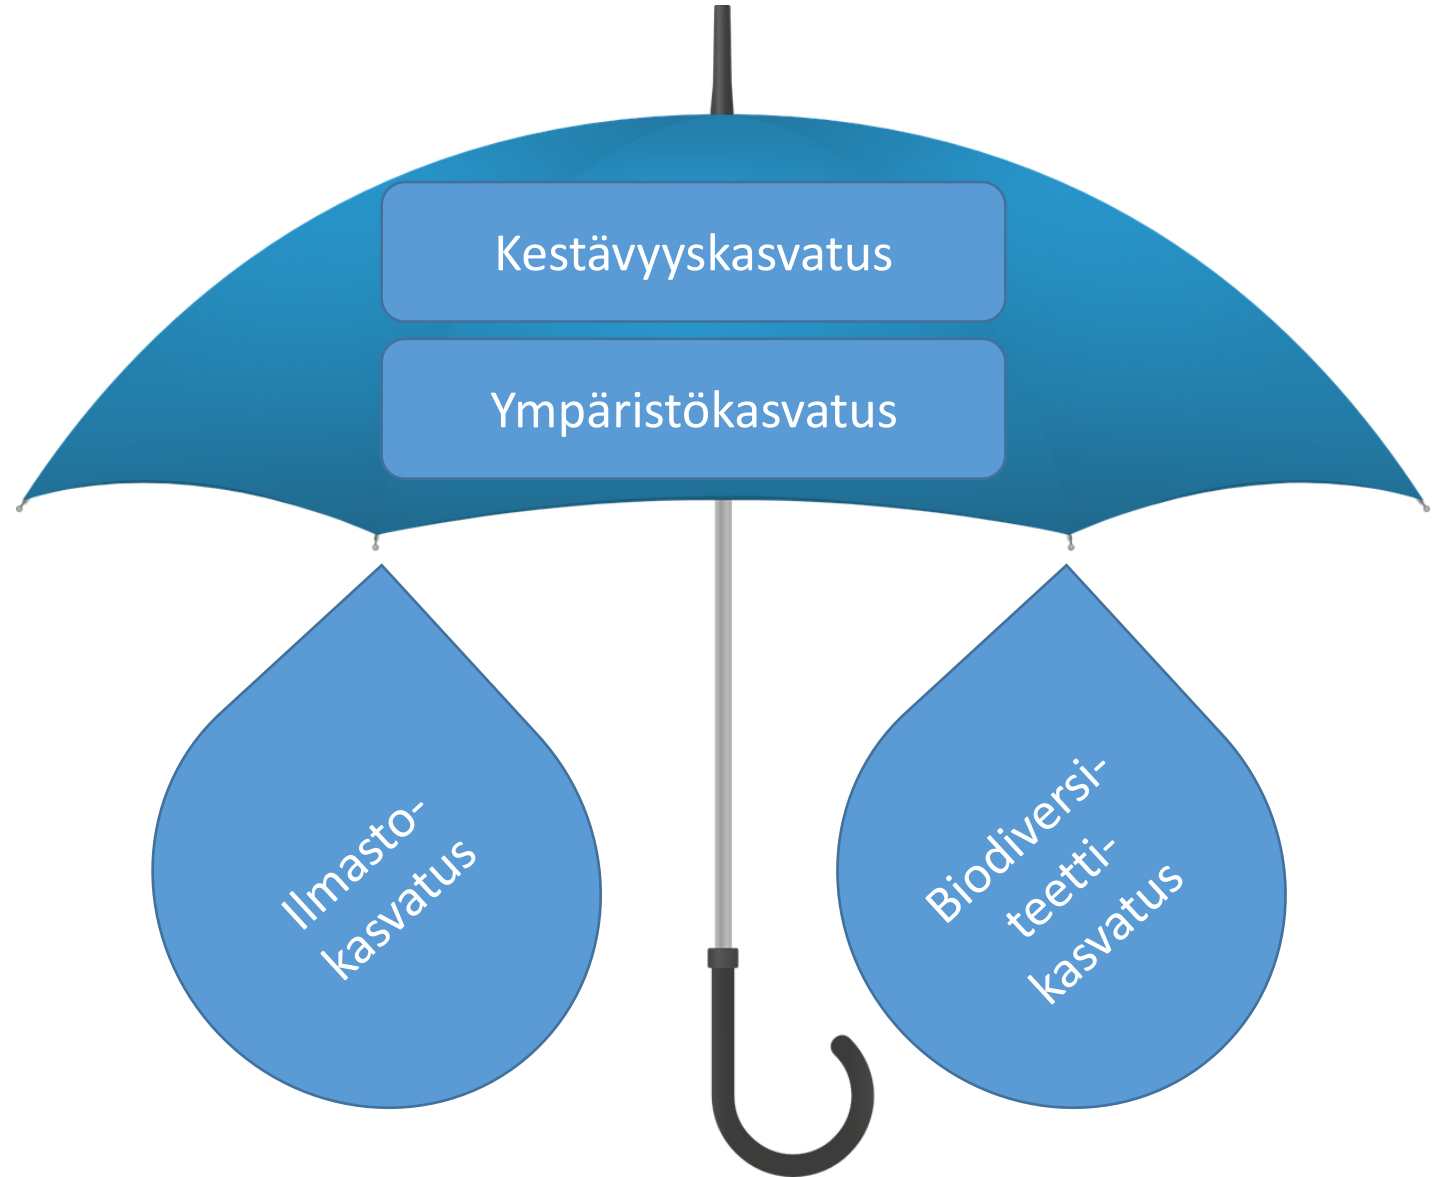 Kestävyyskasvatus
Ympäristökasvatus
Ilmasto-
kasvatus
Biodiversi-
teetti-
kasvatus